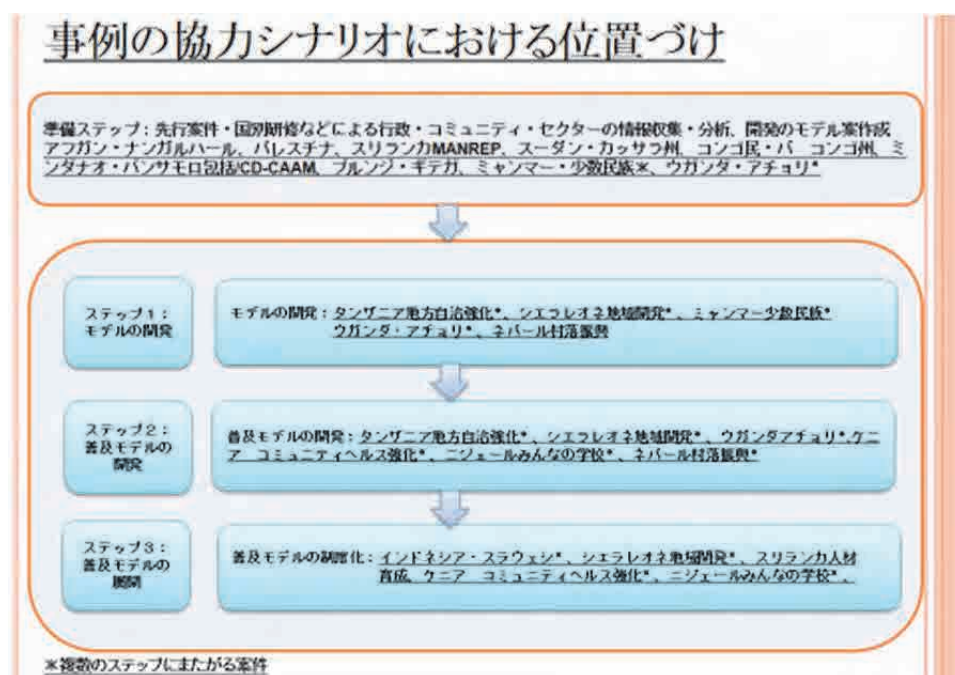 事例の協力シナリオにおける位置づけ
準備ステップ：先行案件・国別研修などによる行政・コミュニティ・セクターの情報収集・分析、開発のモデル案作成
アフガン・ナンガルハール、パレスチナ、スリランカMANREP、スーダン・カッサラ州、コンゴ民・バ　コンゴ州、ミ
ンダナオ・バンサモロ包括/CD-CAAM、ブルンジ・ギテガ、ミャンマー・少数民族＊、ウガンダ・アチョリ*
ステップ１：
モデルの開発
モデルの開発：タンザニア地方自治強化*、シエラレオネ地域開発*、ミャンマー少数民族*
ウガンダ・アチョリ*、ネパール村落振興
ステップ２：
普及モデルの
開発
普及モデルの開発：タンザニア地方自治強化*、シエラレオネ地域開発*、ウガンダアチョリ*,ケニ
ア　コミュニティヘルス強化*、ニジェールみんなの学校*、ネパール村落振興*
ステップ３：
普及モデルの
展開
普及モデルの制度化：インドネシア・スラウェシ*、シエラレオネ地域開発*、スリランカ人材
育成、ケニア　コミュニティヘルス強化*、ニジェールみんなの学校*、
＊複数のステップにまたがる案件